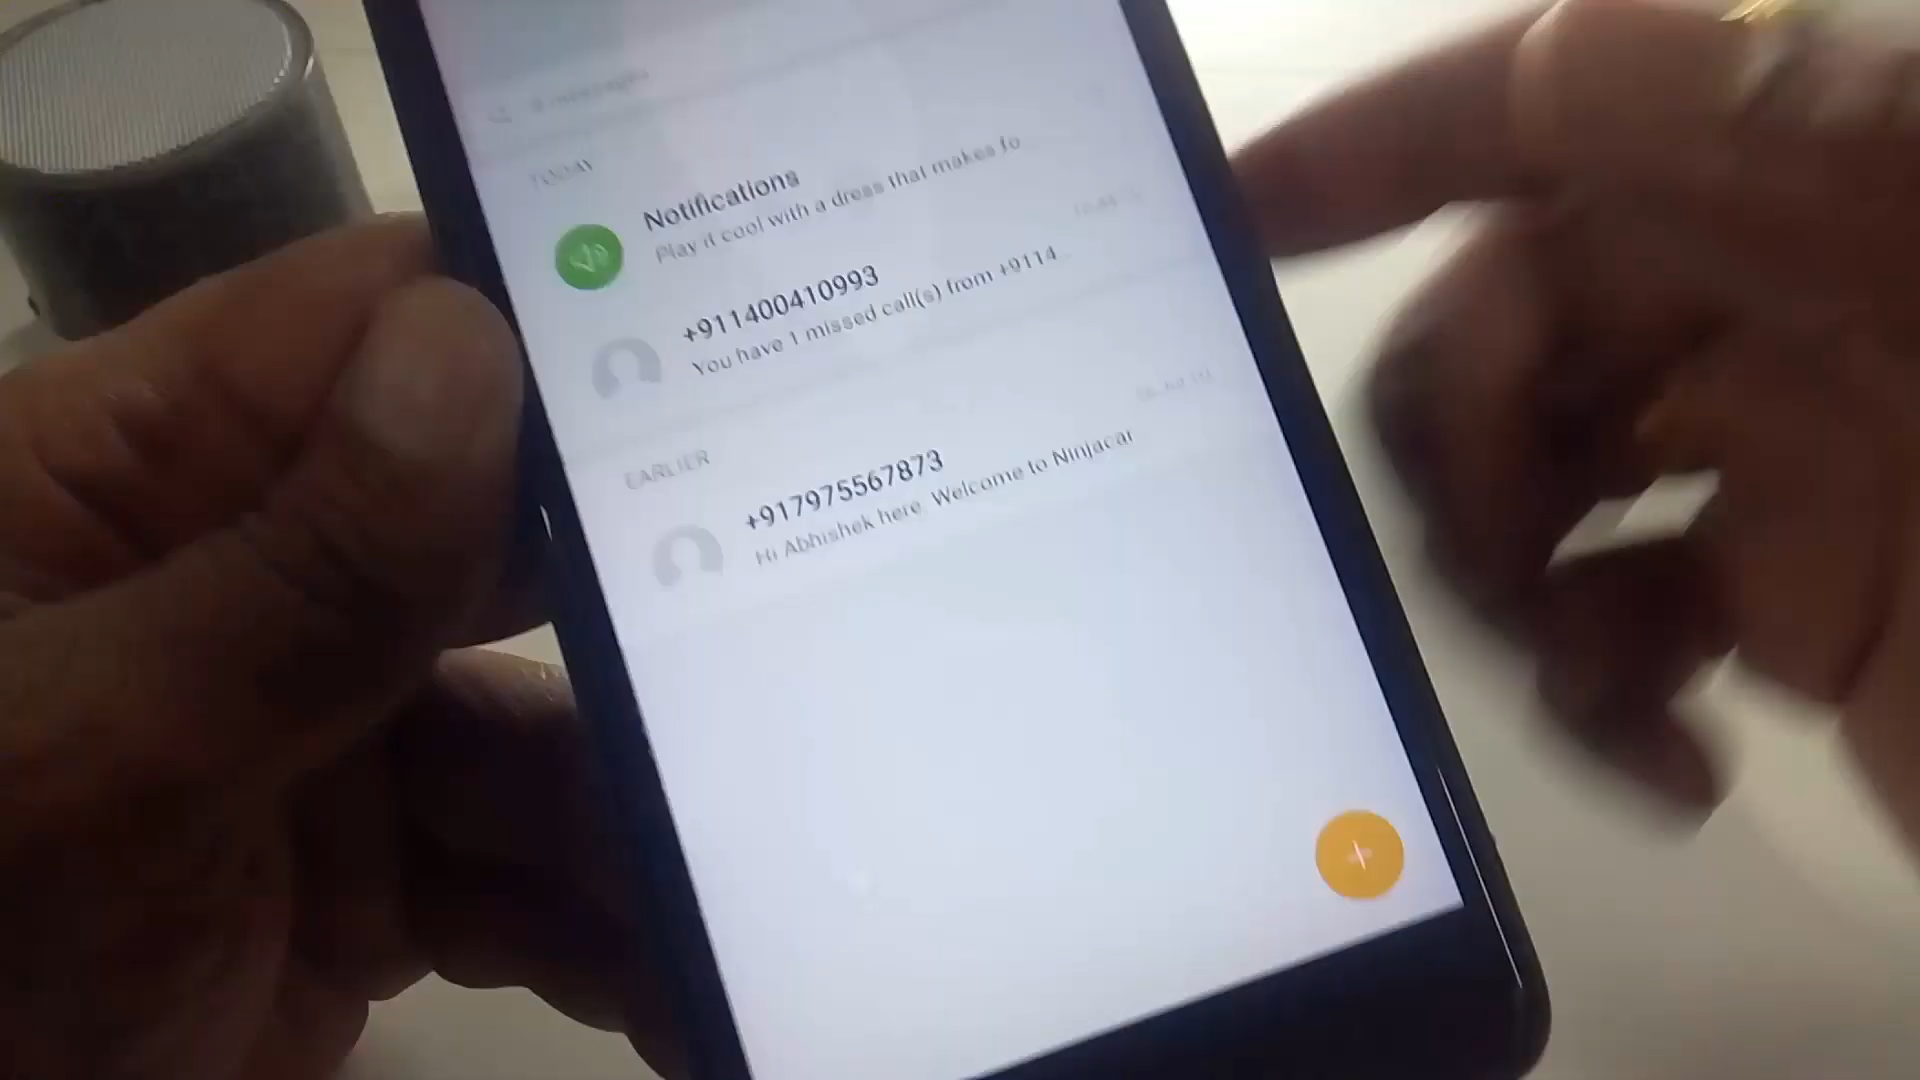 TODAY
Notifications
Play it cool with a dress that makes fo
+911400410993
You have 1 missed call(s) from +9114...
EARLIER
+917975567873
Hi Abhishek here. Welcome to Ninjacar